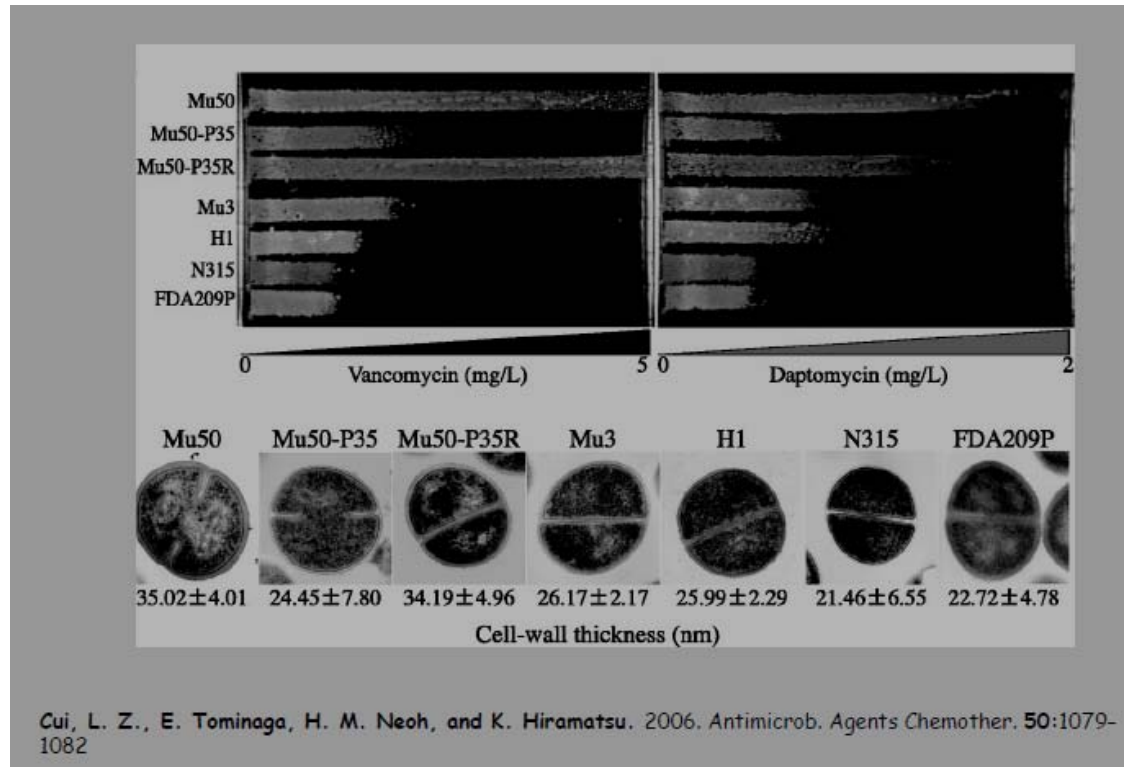 Mu50
Mu50-P35
Mu50-P35R
Mu3
H1
N315
FDA209P
0 5 0 2
Vancomycin (mg/L) Daptomycin (mg/L)
Mu50 Mu50-P35 Mu50-P35R Mu3 H1 N315 FDA209P
35.02±4.01 24.45±7.80 34.19±4.96 26.17±2.17 25.99±2.29 21.46±6.55 22.72±4.78
Cell-wall thickness (nm)
Cui, L. Z., E. Tominaga, H. M. Neoh, and K. Hiramatsu. 2006. Antimicrob. Agents Chemother. 50:1079-
1082